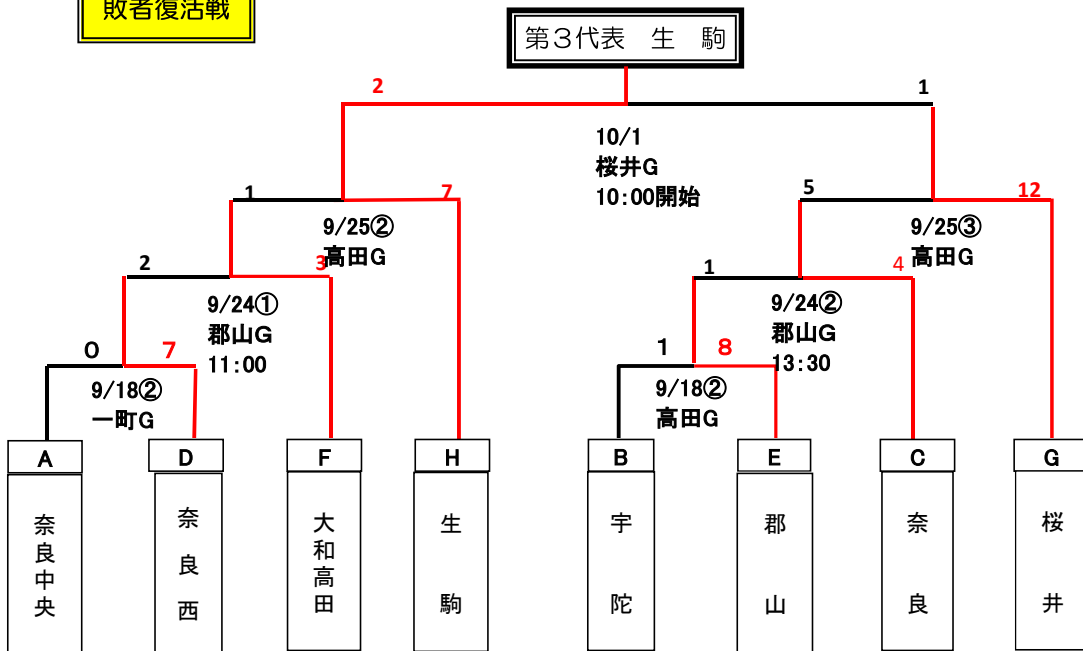 敗者復活戦
第3代表 生 駒
2
1
10/1
桜井G
10:00開始
1
7
5
12
9/25②
高田G
9/25③
高田G
2
3
1
4
9/24①
郡山G
11:00
9/24②
郡山G
13:30
0
7
1
8
9/18②
一町G
9/18②
高田G
A
D
F
H
B
E
C
G
奈良中央
奈良西
大和高田
生駒
宇陀
郡山
奈良
桜井